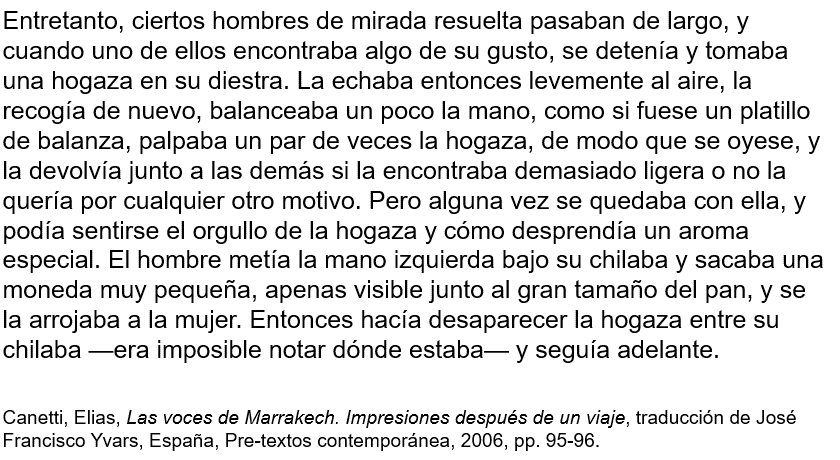 Entretanto, ciertos hombres de mirada resuelta pasaban de largo, y
cuando uno de ellos encontraba algo de su gusto, se detenía y tomaba
una hogaza en su diestra. La echaba entonces levemente al aire, la
recogía de nuevo, balanceaba un poco la mano, como si fuese un platillo
de balanza, palpaba un par de veces la hogaza, de modo que se oyese, y
la devolvía junto a las demás si la encontraba demasiado ligera o no la
quería por cualquier otro motivo. Pero alguna vez se quedaba con ella, y
podía sentirse el orgullo de la hogaza y cómo desprendía un aroma
especial. El hombre metía la mano izquierda bajo su chilaba y sacaba una
moneda muy pequeña, apenas visible junto al gran tamaño del pan, y se
la arrojaba a la mujer. Entonces hacía desaparecer la hogaza entre su
chilaba —era imposible notar dónde estaba— y seguía adelante.
Canetti, Elias, Las voces de Marrakech. Impresiones después de un viaje, traducción de José
Francisco Yvars, España, Pre-textos contemporánea, 2006, pp. 95-96.